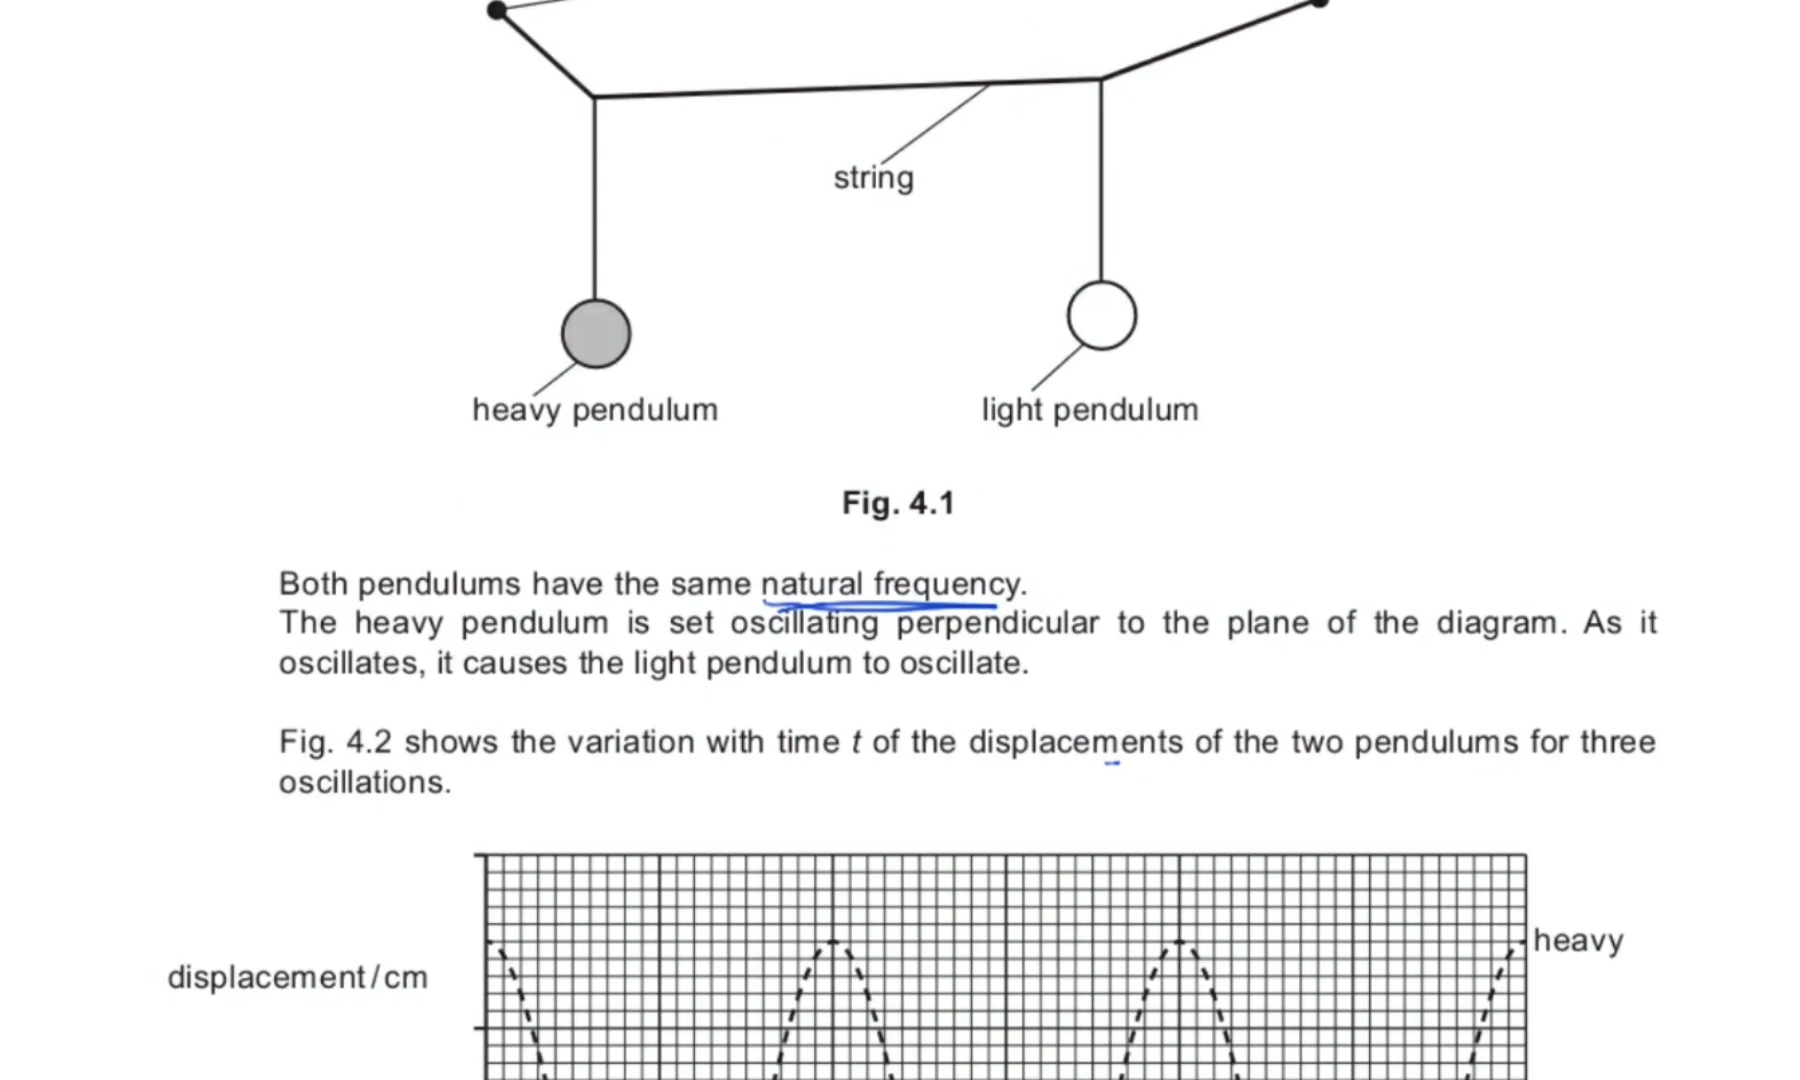 string
heavy pendulum
light pendulum
Fig. 4.1
Both pendulums have the same natural frequency.
The heavy pendulum is set oscillating perpendicular to the plane of the diagram. As it
oscillates, it causes the light pendulum to oscillate.
Fig. 4.2 shows the variation with time t of the displacements of the two pendulums for three
oscillations.
heavy
displacement/cm